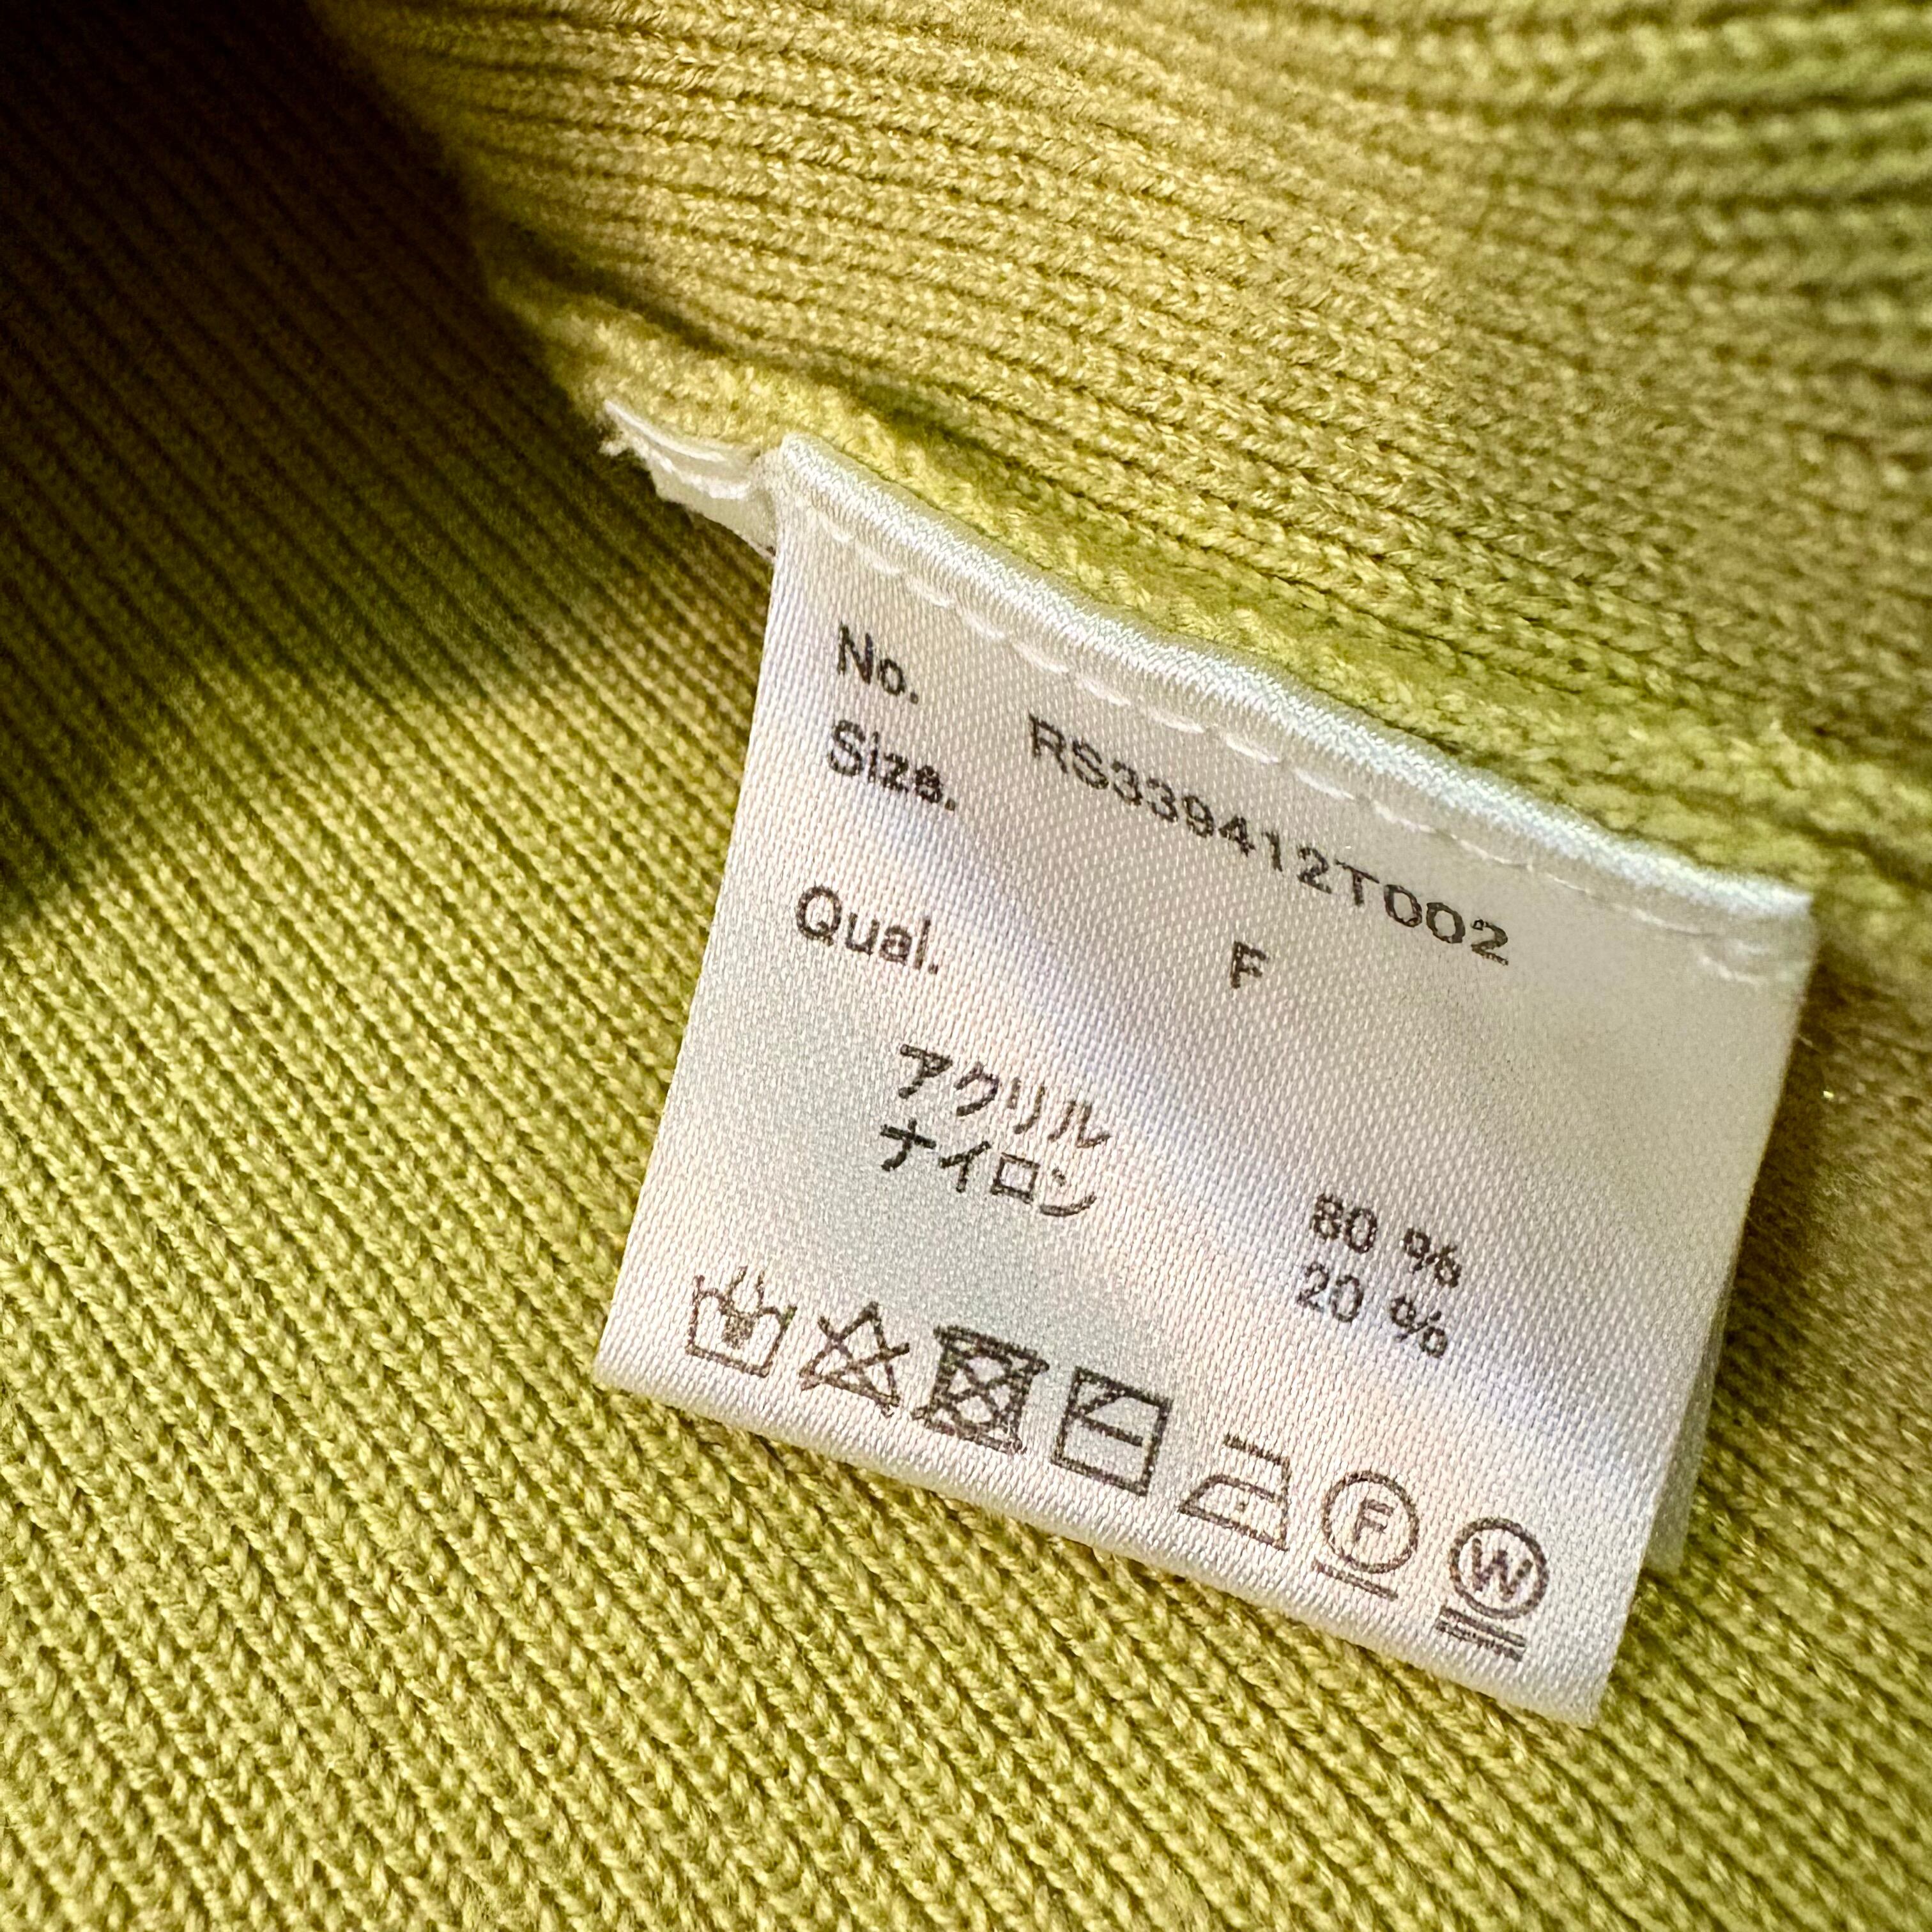 No. RS339412T002
Size. F
Qual.
アクリル 80 %
ナイロン 20 %
F W